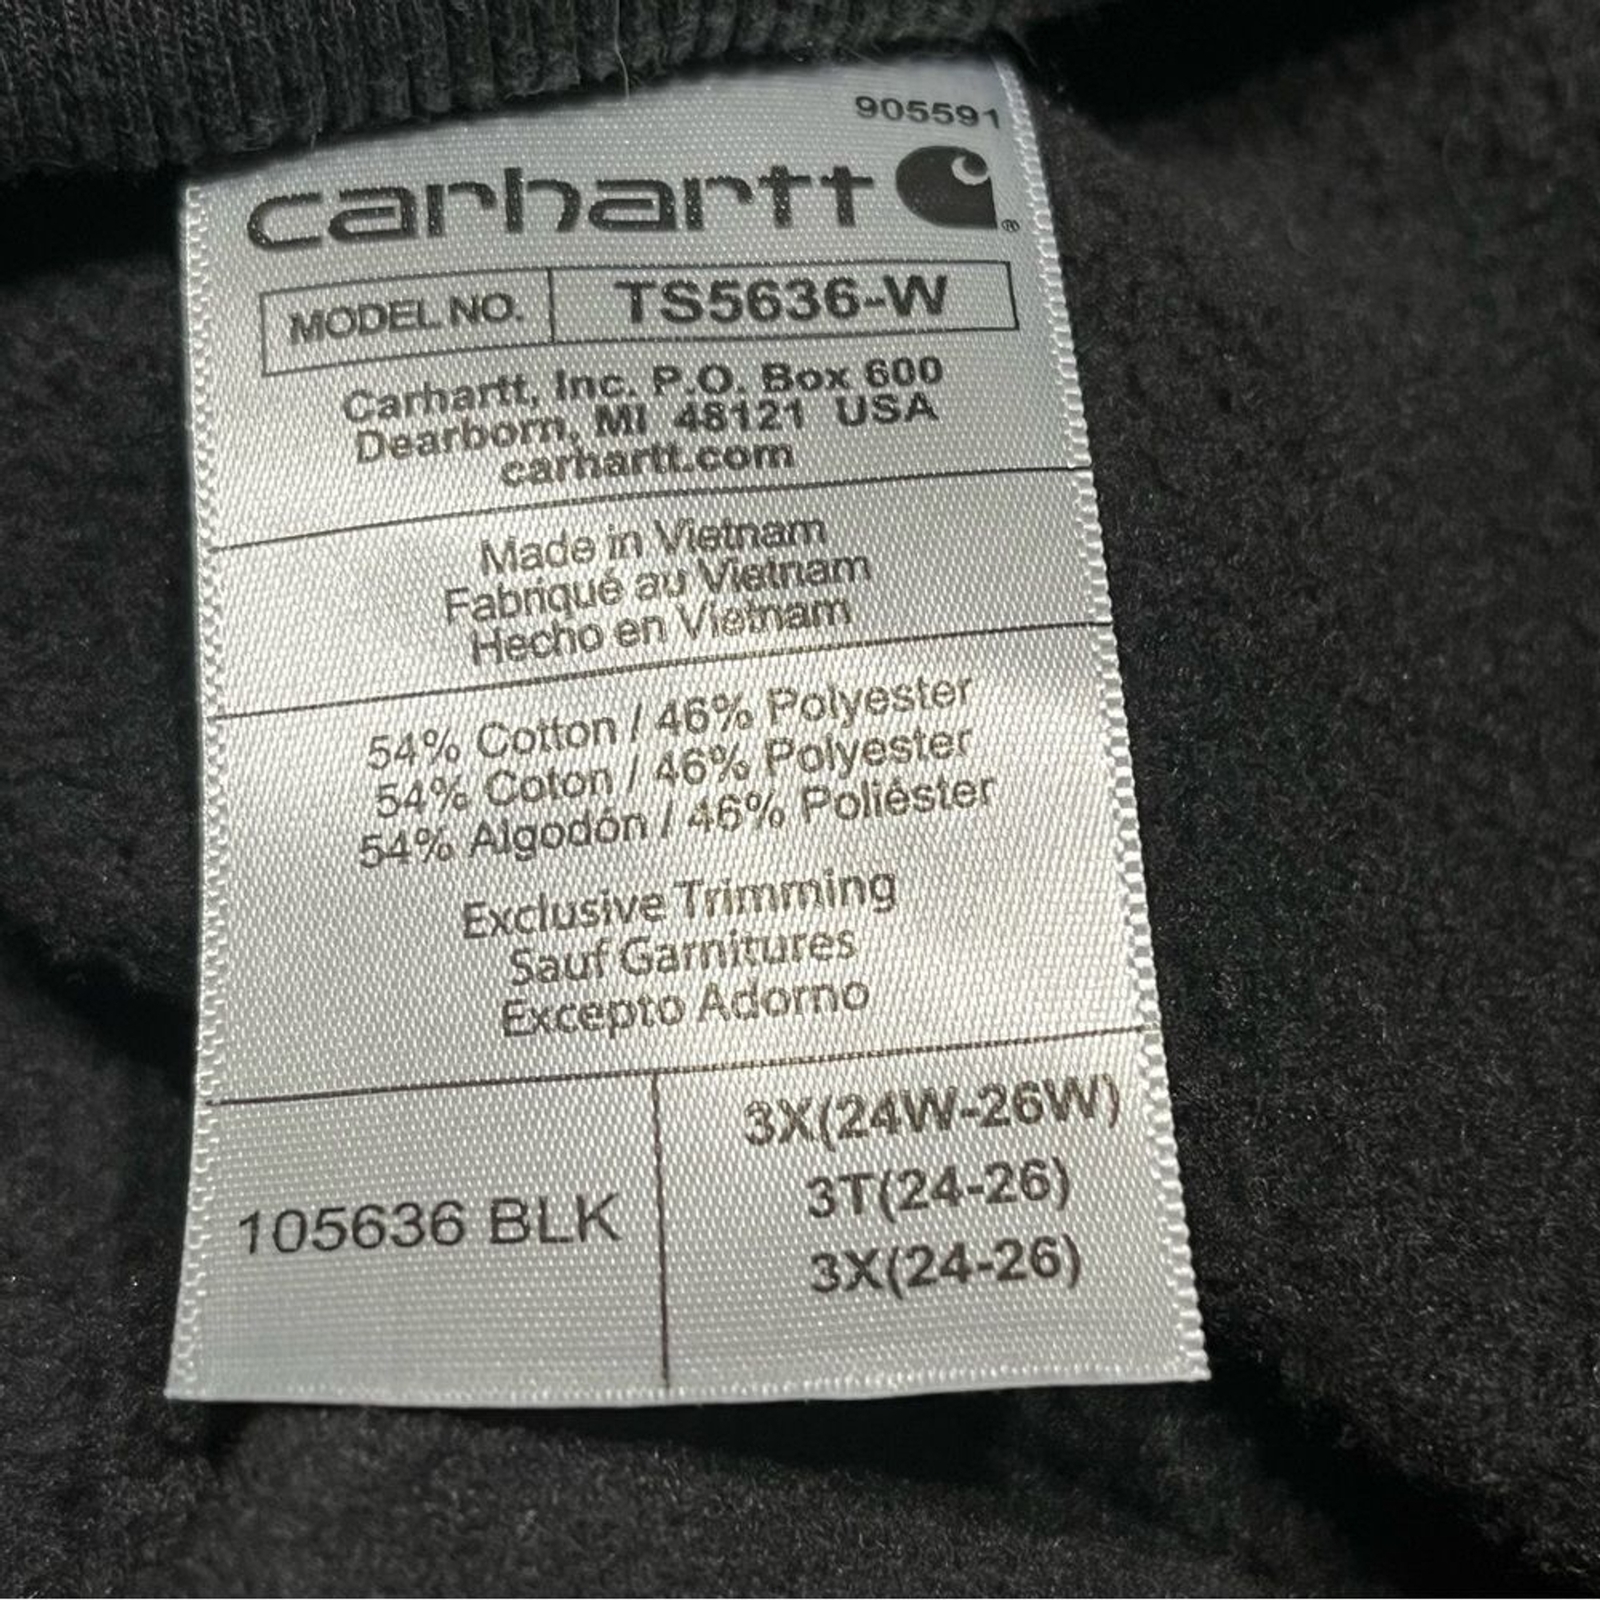 905591
carhartt
MODEL NO. TS5636-W
Carhartt, Inc. P.O. Box 600
Dearborn, MI 48121 USA
carhartt.com
Made in Vietnam
Fabriqué au Vietnam
Hecho en Vietnam
54% Cotton / 46% Polyester
54% Coton / 46% Polyester
54% Algodón / 46% Poliéster
Exclusive Trimming
Sauf Garnitures
Excepto Adorno
105636 BLK
3X(24W-26W)
3T(24-26)
3X(24-26)